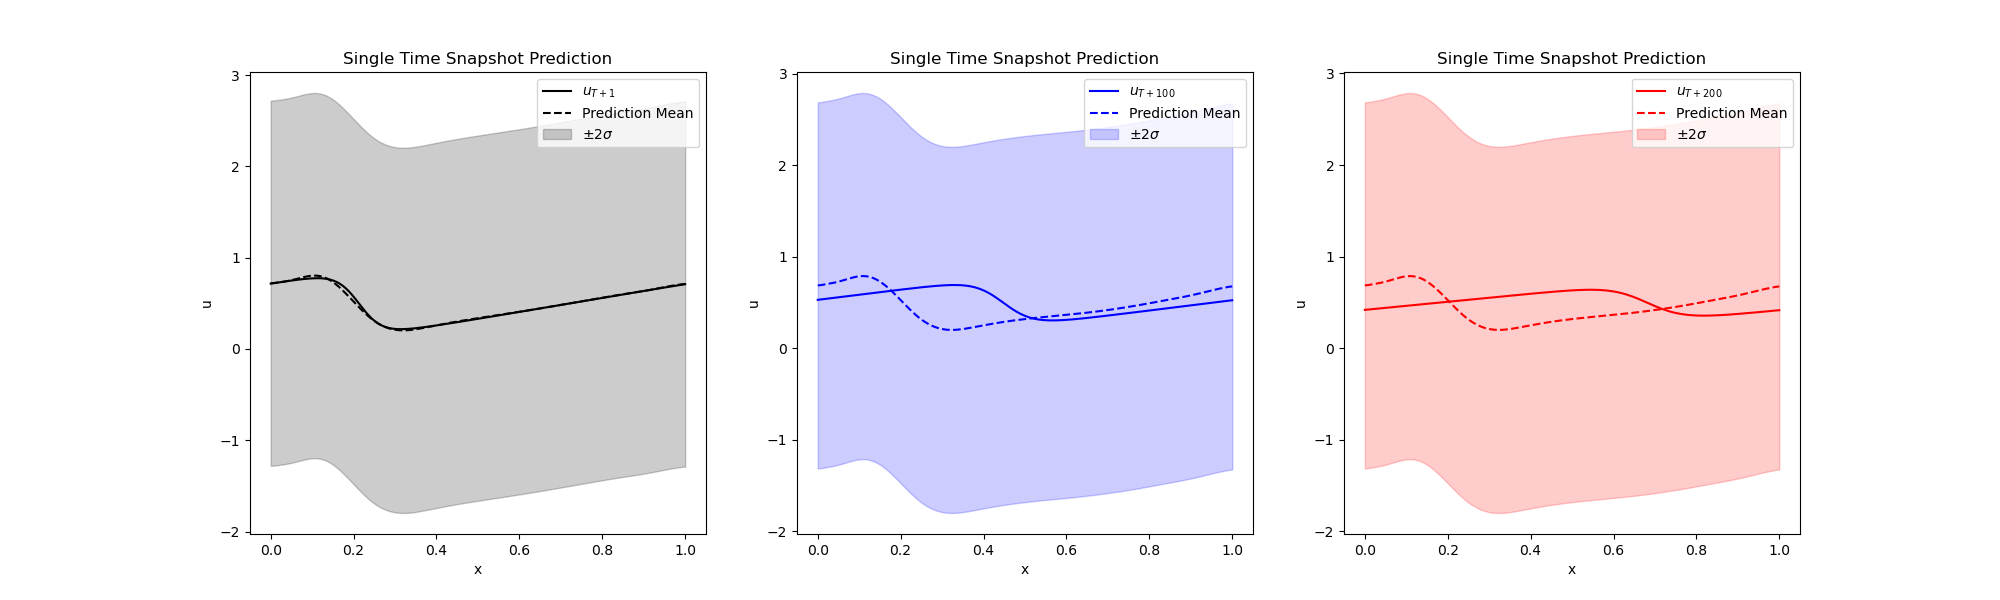 Single Time Snapshot Prediction
u_{T+1}
Prediction Mean
±2σ
3
2
1
0
−1
−2
u
0.0 0.2 0.4 0.6 0.8 1.0
x
Single Time Snapshot Prediction
u_{T+100}
Prediction Mean
±2σ
3
2
1
0
−1
−2
u
0.0 0.2 0.4 0.6 0.8 1.0
x
Single Time Snapshot Prediction
u_{T+200}
Prediction Mean
±2σ
3
2
1
0
−1
−2
u
0.0 0.2 0.4 0.6 0.8 1.0
x